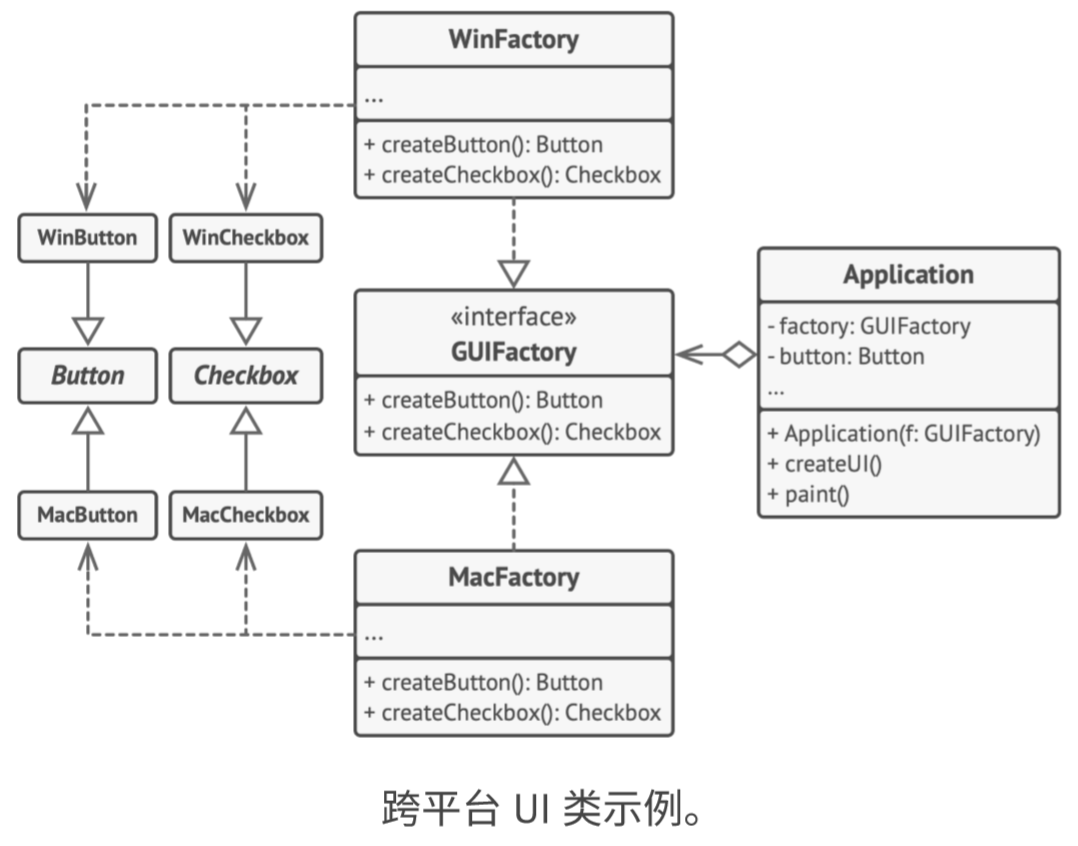 WinFactory
...
+ createButton(): Button
+ createCheckbox(): Checkbox
WinButton
WinCheckbox
Button
Checkbox
MacButton
MacCheckbox
«interface»
GUIFactory
+ createButton(): Button
+ createCheckbox(): Checkbox
Application
- factory: GUIFactory
- button: Button
...
+ Application(f: GUIFactory)
+ createUI()
+ paint()
MacFactory
...
+ createButton(): Button
+ createCheckbox(): Checkbox
跨平台 UI 类示例。